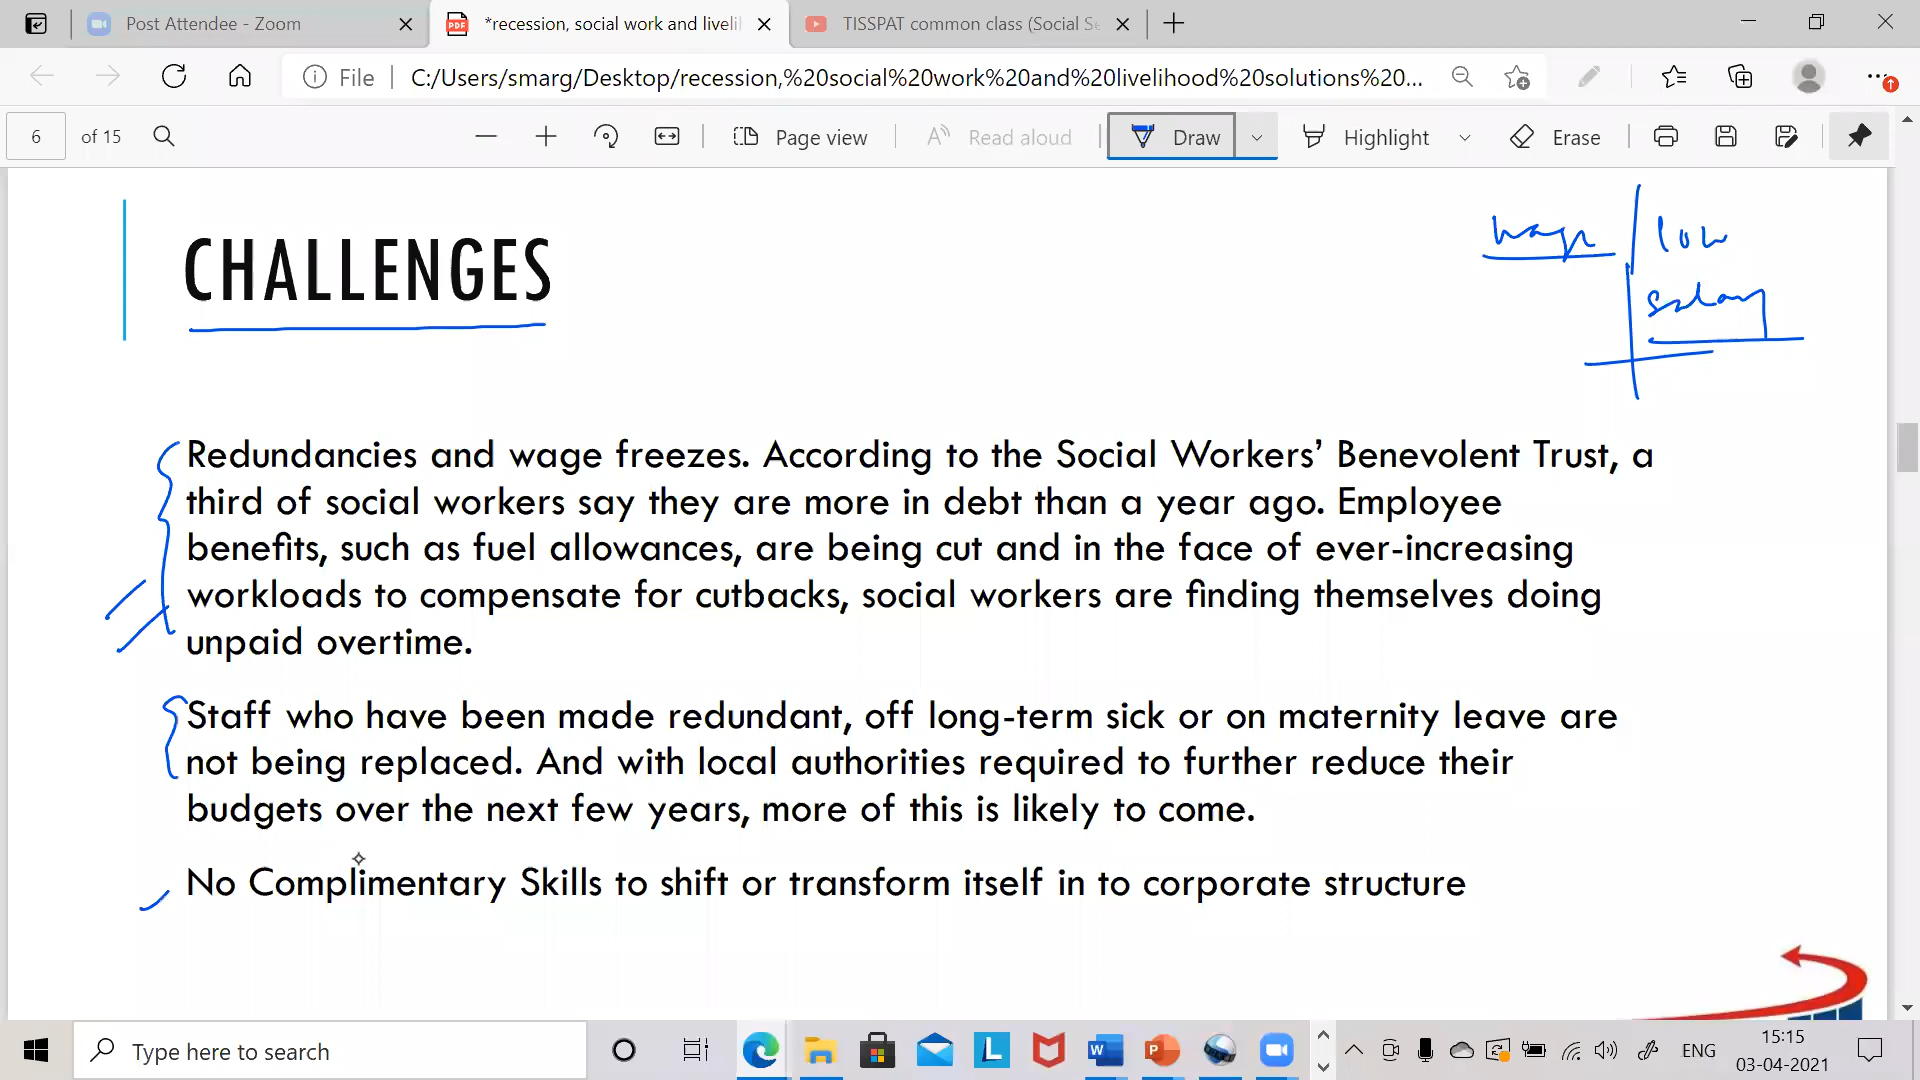 Post Attendee - Zoom
*recession, social work and liveli
TISSPAT common class (Social Se
File
C:/Users/smarg/Desktop/recession,%20social%20work%20and%20livelihood%20solutions%20...
6 of 15
Page view
Read aloud
Draw
Highlight
Erase
wage
low
salary
CHALLENGES
Redundancies and wage freezes. According to the Social Workers’ Benevolent Trust, a
third of social workers say they are more in debt than a year ago. Employee
benefits, such as fuel allowances, are being cut and in the face of ever-increasing
workloads to compensate for cutbacks, social workers are finding themselves doing
unpaid overtime.
Staff who have been made redundant, off long-term sick or on maternity leave are
not being replaced. And with local authorities required to further reduce their
budgets over the next few years, more of this is likely to come.
No Complimentary Skills to shift or transform itself in to corporate structure
Type here to search
ENG
15:15
03-04-2021